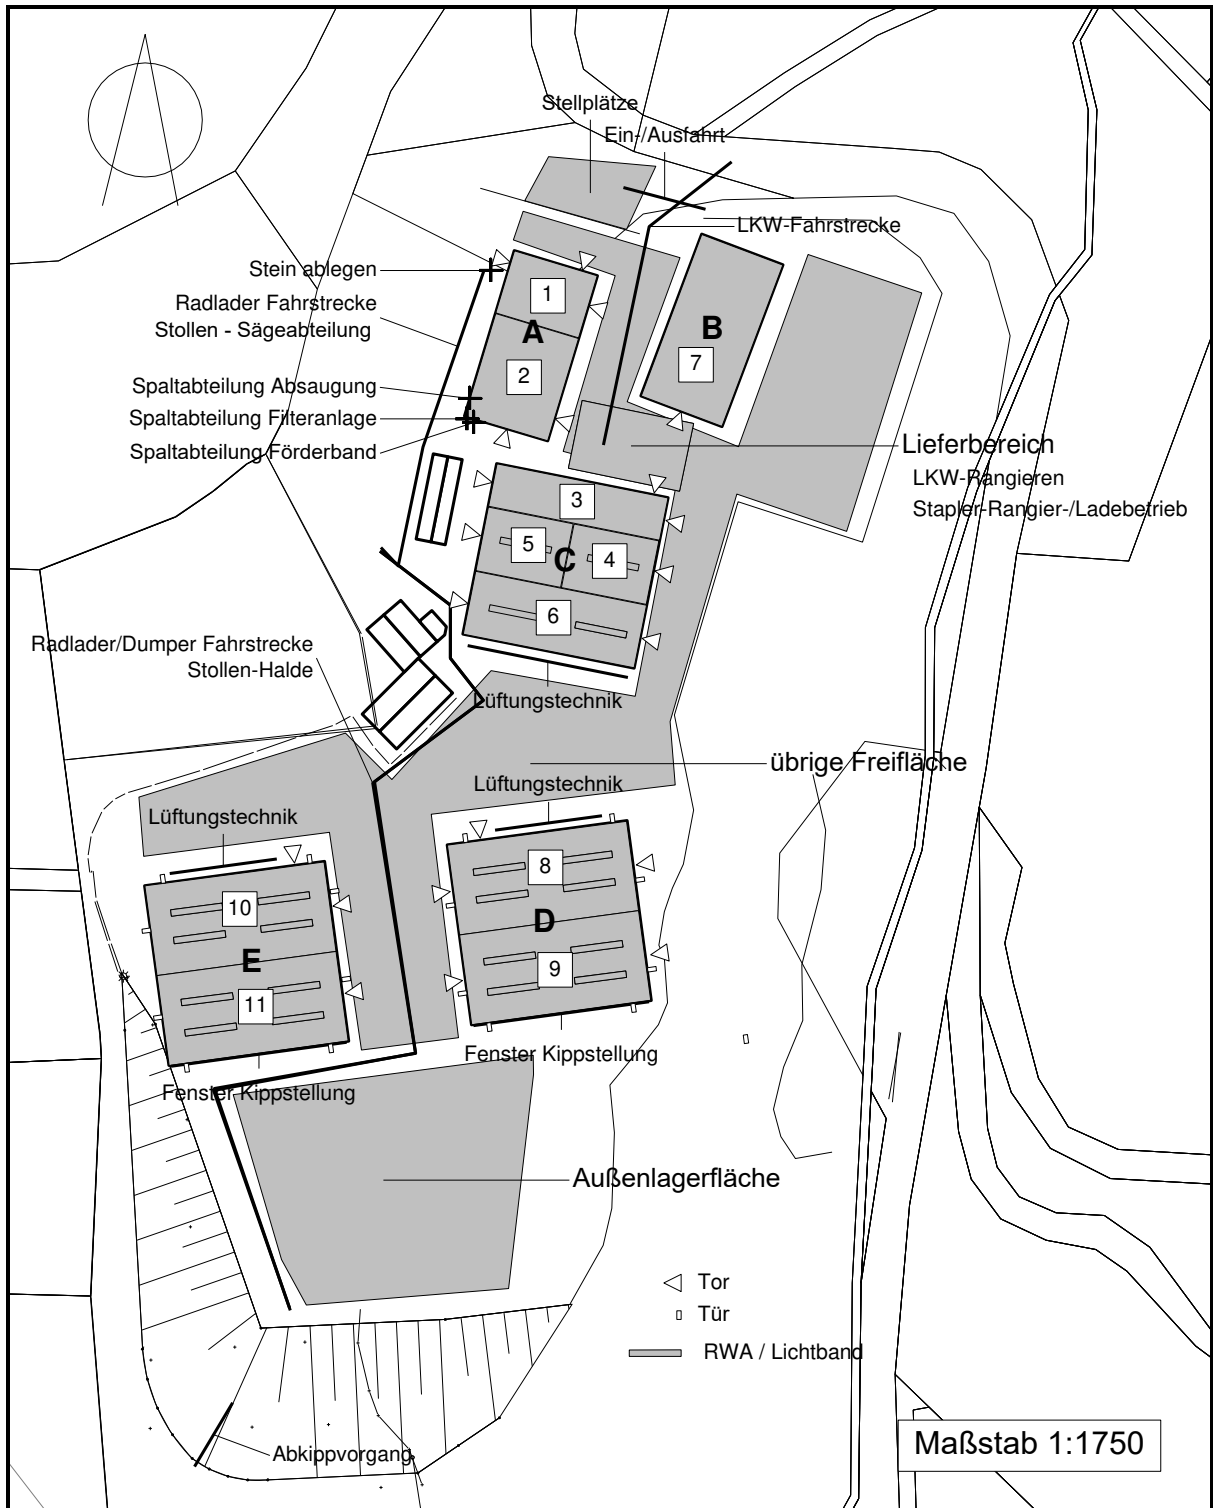 Stellplätze
Ein-/Ausfahrt
LKW-Fahrstrecke
Stein ablegen
Radlader Fahrstrecke
Stollen - Sägeabteilung
1
A
B
2
7
Spaltabteilung Absaugung
Spaltabteilung Filteranlage
Spaltabteilung Förderband
Lieferbereich
LKW-Rangieren
Stapler-Rangier-/Ladebetrieb
3
5
C
4
6
Radlader/Dumper Fahrstrecke
Stollen-Halde
Lüftungstechnik
übrige Freifläche
Lüftungstechnik
Lüftungstechnik
8
10
D
E
9
11
Fenster Kippstellung
Fenster Kippstellung
Außenlagerfläche
Tor
Tür
RWA / Lichtband
Abkippvorgang
Maßstab 1:1750